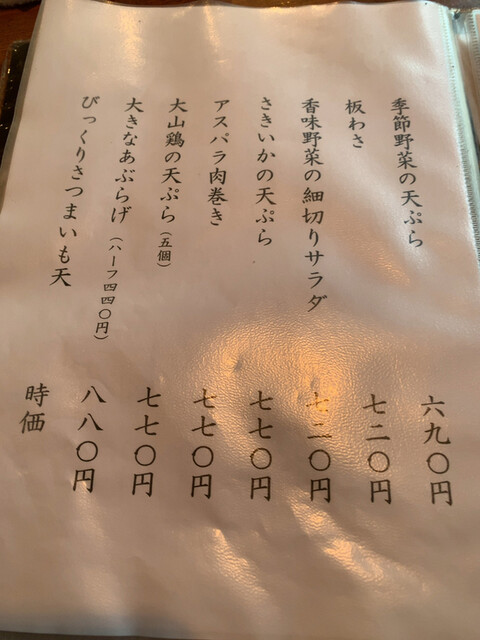 季節野菜の天ぷら 六九〇円
板わさ 七二〇円
香味野菜の細切りサラダ 七二〇円
さきいかの天ぷら 七七〇円
アスパラ肉巻き 七七〇円
大山鶏の天ぷら（五個） 七七〇円
大きなあぶらげ（ハーフ四四〇円） 八八〇円
びっくりさつまいも天 時価